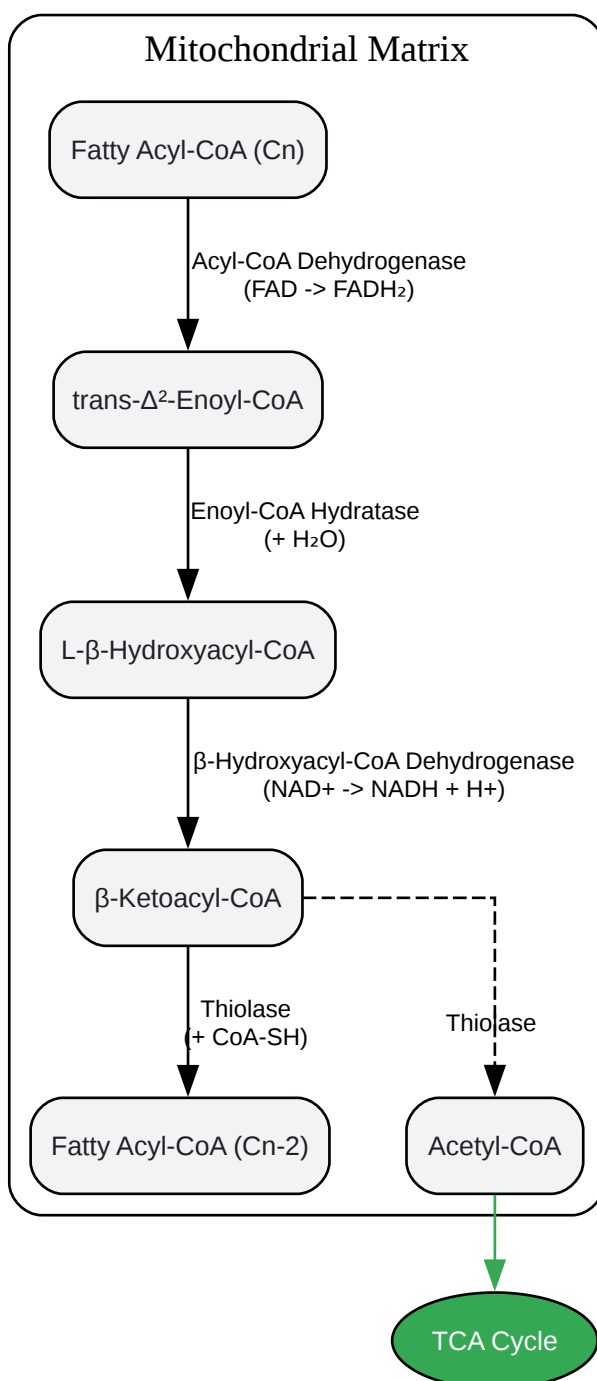 Mitochondrial Matrix
Fatty Acyl-CoA (Cn)
Acyl-CoA Dehydrogenase
(FAD -> FADH₂)
trans-Δ²-Enoyl-CoA
Enoyl-CoA Hydratase
(+ H₂O)
L-β-Hydroxyacyl-CoA
β-Hydroxyacyl-CoA Dehydrogenase
(NAD+ -> NADH + H+)
β-Ketoacyl-CoA
Thiolase
(+ CoA-SH)
Thiolase
Fatty Acyl-CoA (Cn-2)
Acetyl-CoA
TCA Cycle